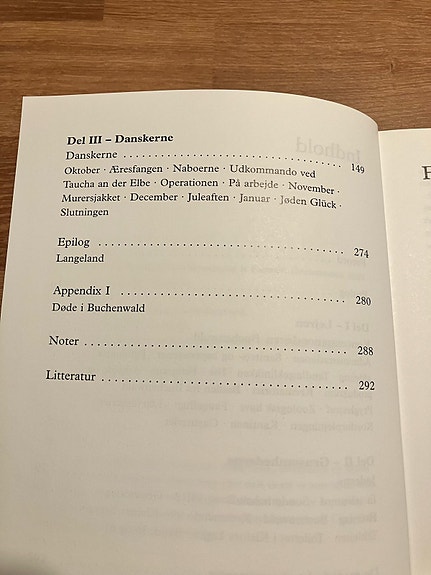 Del III – Danskerne
Danskerne . . . . . . . . . . . . . . . . . . . . . . . . . . . . . . . . . . . . 149
Oktober · Æresfangen · Naboerne · Udkommando ved
Taucha an der Elbe · Operationen · På arbejde · November ·
Murersjakket · December · Juleaften · Januar · Jøden Glück ·
Slutningen
Epilog . . . . . . . . . . . . . . . . . . . . . . . . . . . . . . . . . . . . . . . . 274
Langeland
Appendix I . . . . . . . . . . . . . . . . . . . . . . . . . . . . . . . . . . . . 280
Døde i Buchenwald
Noter . . . . . . . . . . . . . . . . . . . . . . . . . . . . . . . . . . . . . . . . . 288
Litteratur . . . . . . . . . . . . . . . . . . . . . . . . . . . . . . . . . . . . . 292